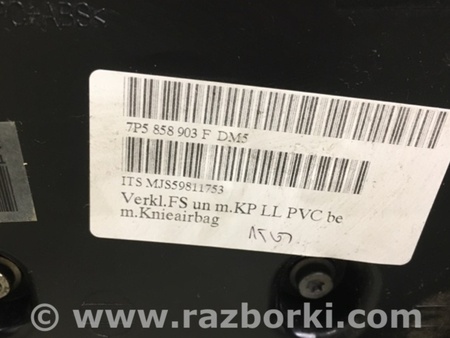 7P5 858 903 F DM5
ITS MJS59811753
Verkl.FS un m.KP LL PVC be
m.Knieairbag
© www.razborki.com